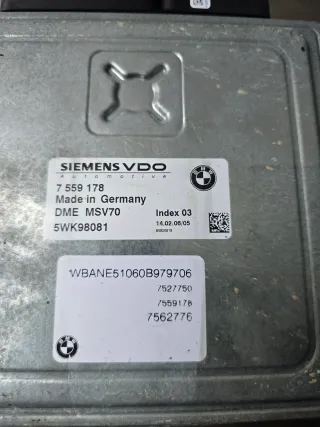 SIEMENS VDO
Automotive
7 559 178
Made in Germany
DME MSV70 Index 03
5WK98081 14.02.06/05
WBANE51060B979706
7527750
7559178
7562776